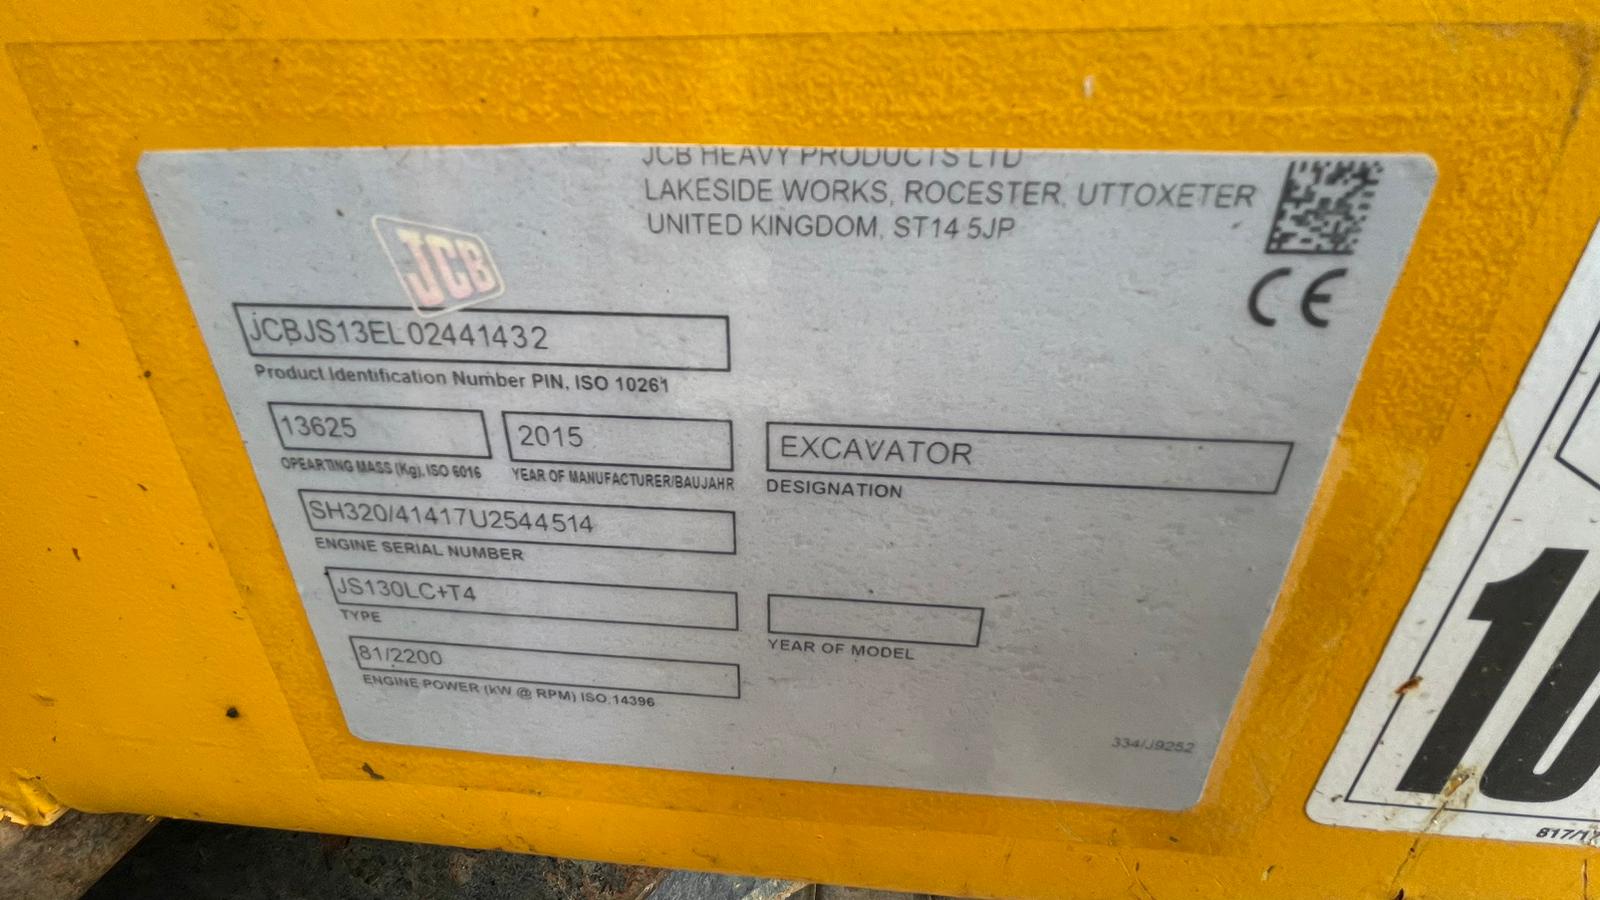 JCB HEAVY PRODUCTS LTD
LAKESIDE WORKS, ROCESTER, UTTOXETER
UNITED KINGDOM, ST14 5JP
JCB
CE
JCBJS13EL02441432
Product Identification Number PIN, ISO 10261
13625
OPEARTING MASS (Kg), ISO 6016
2015
YEAR OF MANUFACTURER/BAUJAHR
EXCAVATOR
DESIGNATION
SH320/41417U2544514
ENGINE SERIAL NUMBER
JS130LC+T4
TYPE
YEAR OF MODEL
81/2200
ENGINE POWER (kW @ RPM) ISO.14396
334/J9252